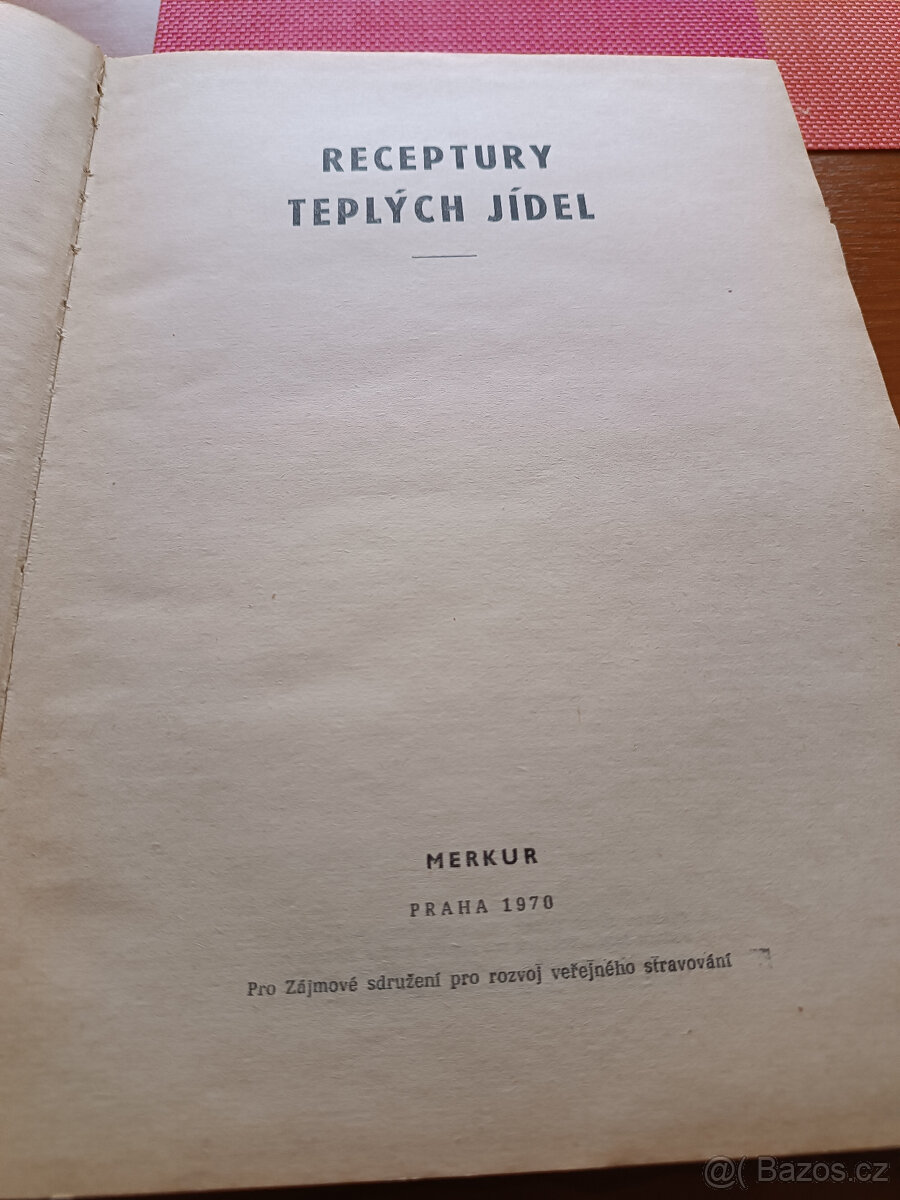 RECEPTURY
TEPLÝCH JÍDEL
MERKUR
PRAHA 1970
Pro Zájmové sdružení pro rozvoj veřejného stravování
@( Bazos.cz